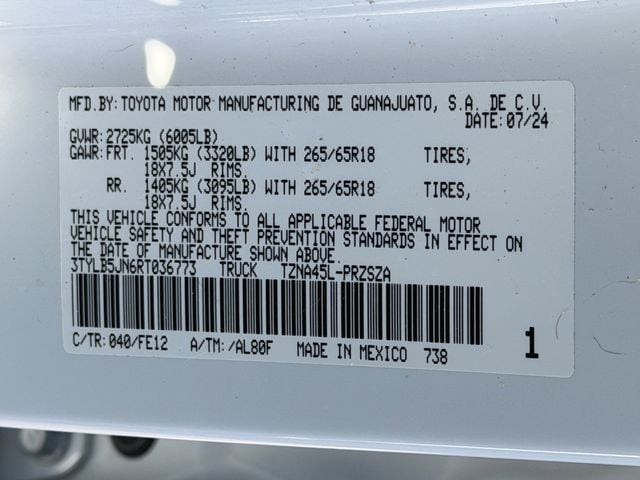 MFD.BY:TOYOTA MOTOR MANUFACTURING DE GUANAJUATO, S.A. DE C.V.
DATE:07/24
GVWR:2725KG (6005LB)
GAWR:FRT. 1505KG (3320LB) WITH 265/65R18 TIRES,
18X7.5J RIMS.
RR. 1405KG (3095LB) WITH 265/65R18 TIRES,
18X7.5J RIMS.
THIS VEHICLE CONFORMS TO ALL APPLICABLE FEDERAL MOTOR
VEHICLE SAFETY AND THEFT PREVENTION STANDARDS IN EFFECT ON
THE DATE OF MANUFACTURE SHOWN ABOVE.
3TYLB5JN6RT036773 TRUCK TZNA45L-PRZSZA
C/TR:040/FE12 A/TM:/AL80F MADE IN MEXICO 738 1